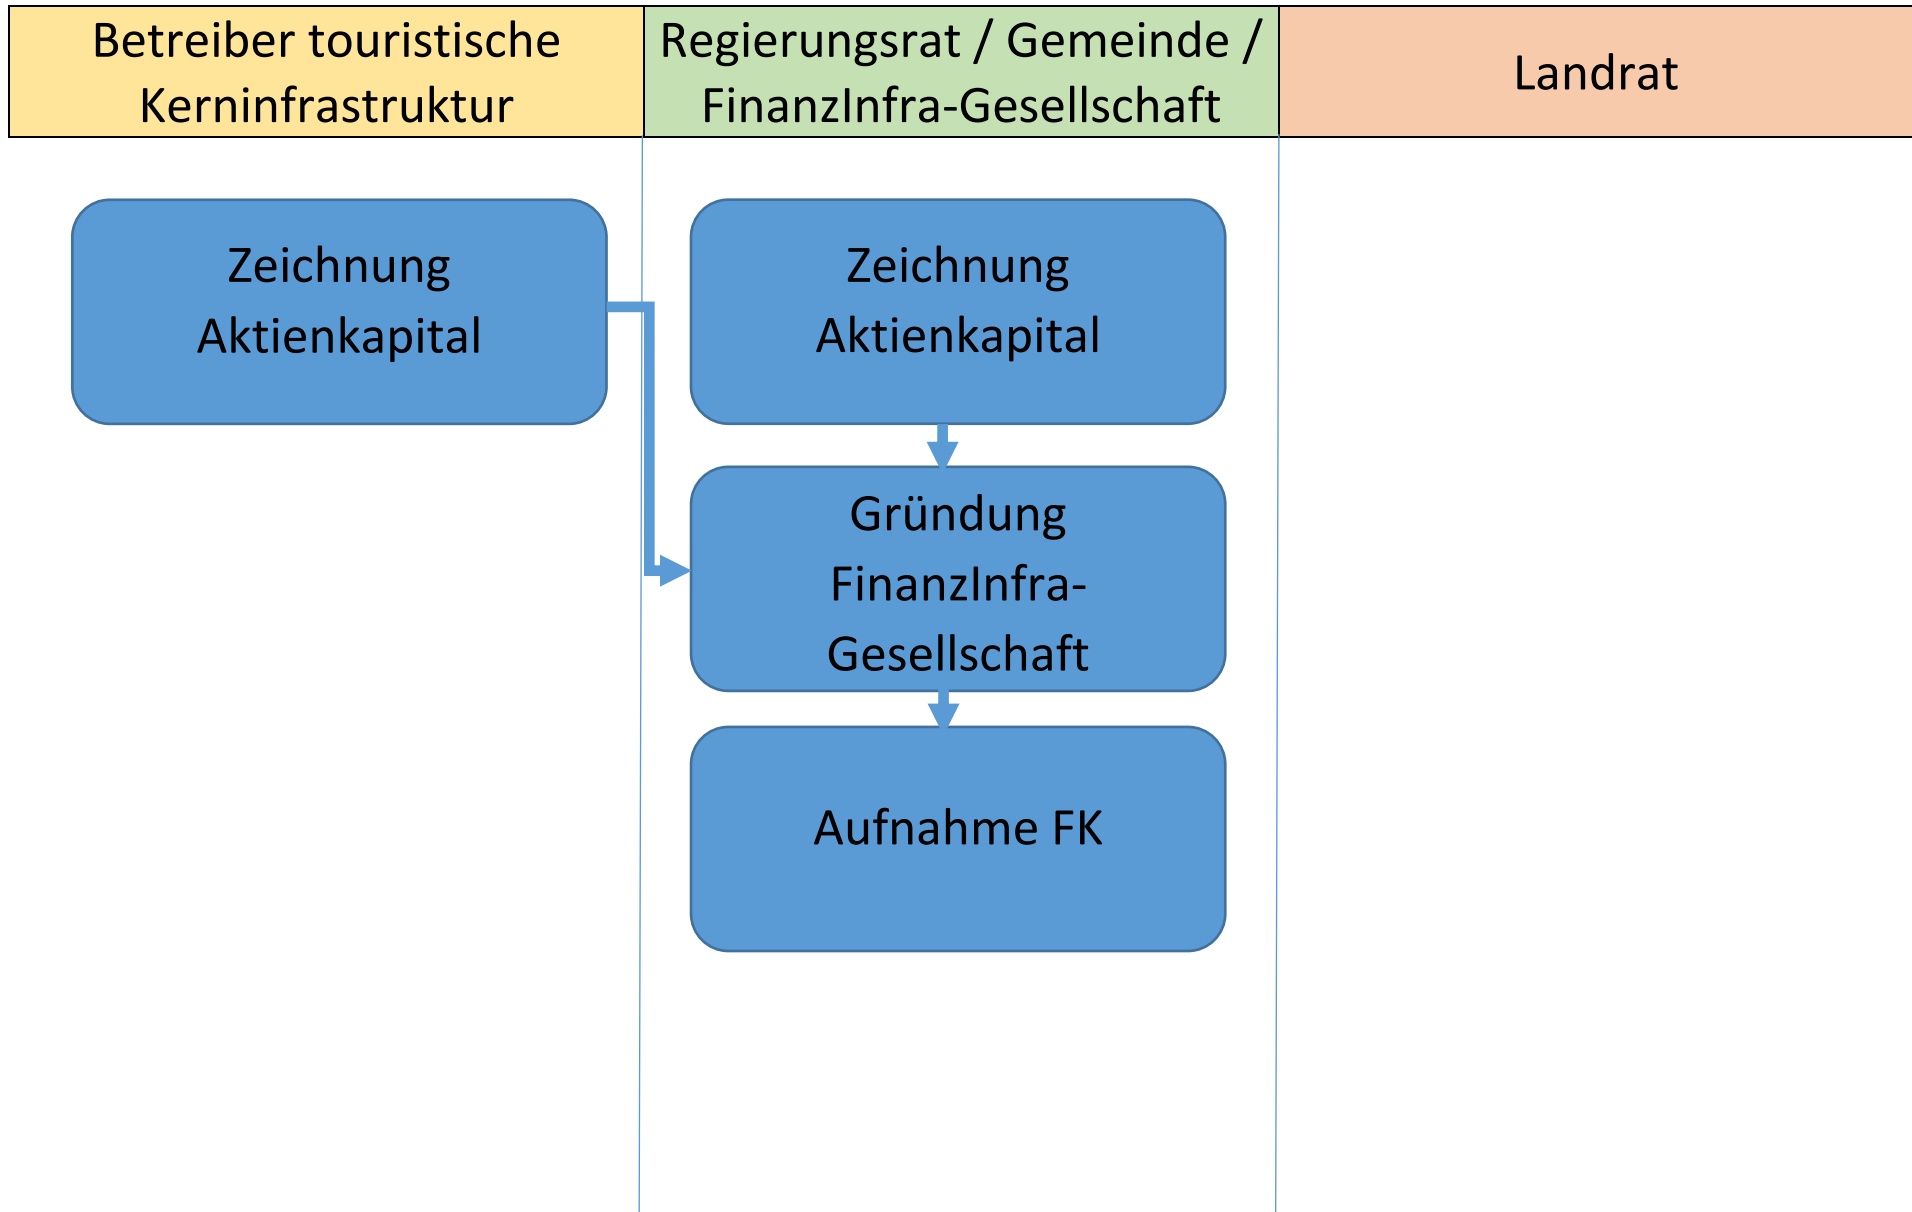 Betreiber touristische
Kerninfrastruktur
Regierungsrat / Gemeinde /
FinanzInfra-Gesellschaft
Landrat
Zeichnung
Aktienkapital
Zeichnung
Aktienkapital
Gründung
FinanzInfra-
Gesellschaft
Aufnahme FK